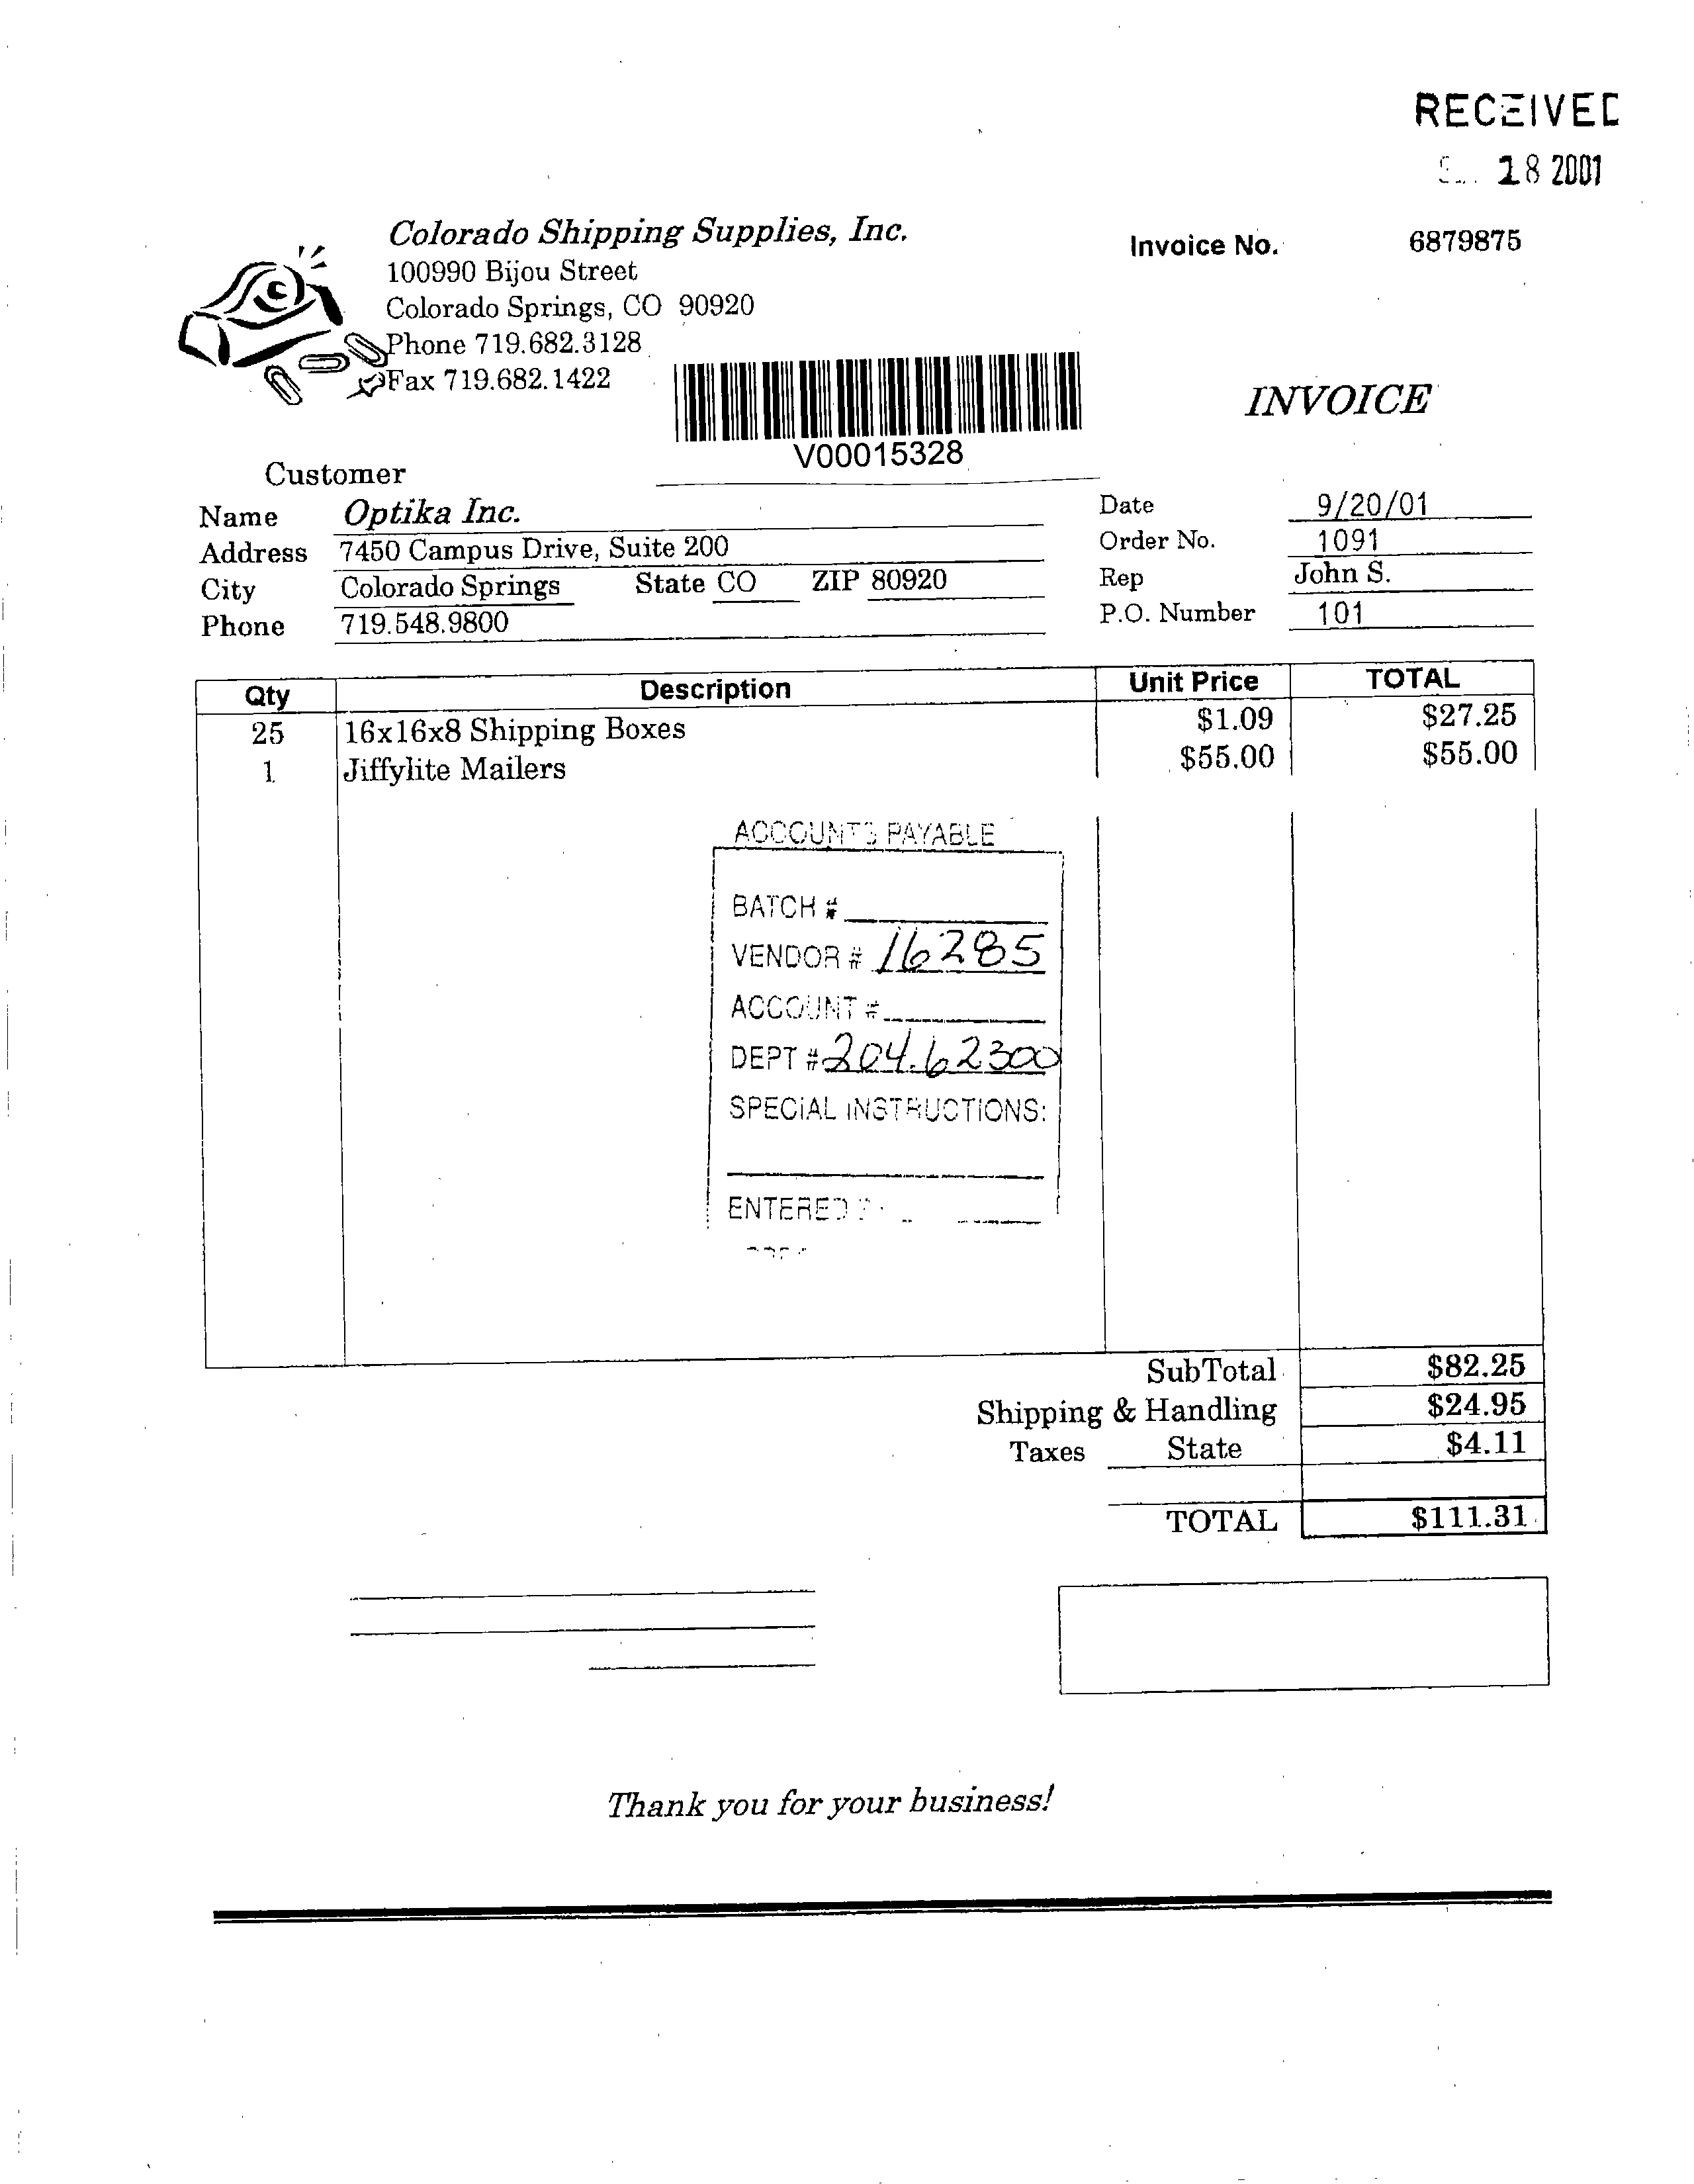 RECEIVED
18 2001
Colorado Shipping Supplies, Inc.
100990 Bijou Street
Colorado Springs, CO 90920
Phone 719.682.3128
Fax 719.682.1422
Invoice No. 6879875
INVOICE
V00015328
Customer
Name Optika Inc.
Address 7450 Campus Drive, Suite 200
City Colorado Springs State CO ZIP 80920
Phone 719.548.9800
Date 9/20/01
Order No. 1091
Rep John S.
P.O. Number 101
Qty Description Unit Price TOTAL
25 16x16x8 Shipping Boxes $1.09 $27.25
1 Jiffylite Mailers $55.00 $55.00
ACCOUNTS PAYABLE
BATCH #
VENDOR # 16285
ACCOUNT #
DEPT # 204.62300
SPECIAL INSTRUCTIONS:
ENTERED
SubTotal $82.25
Shipping & Handling $24.95
Taxes State $4.11
TOTAL $111.31
Thank you for your business!